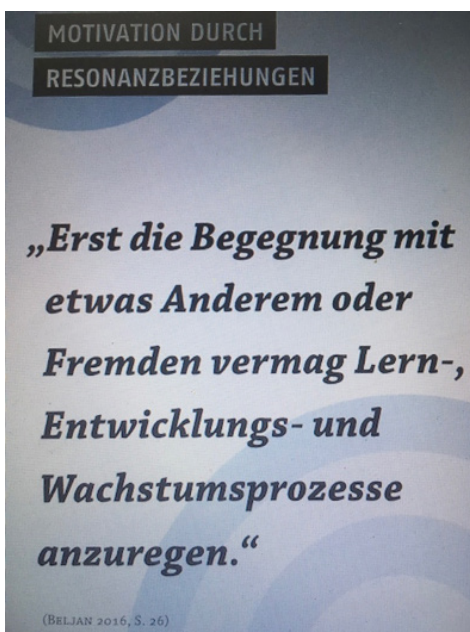 MOTIVATION DURCH
RESONANZBEZIEHUNGEN
„Erst die Begegnung mit
etwas Anderem oder
Fremden vermag Lern-,
Entwicklungs- und
Wachstumsprozesse
anzuregen.“
(BELJAN 2016, S. 26)